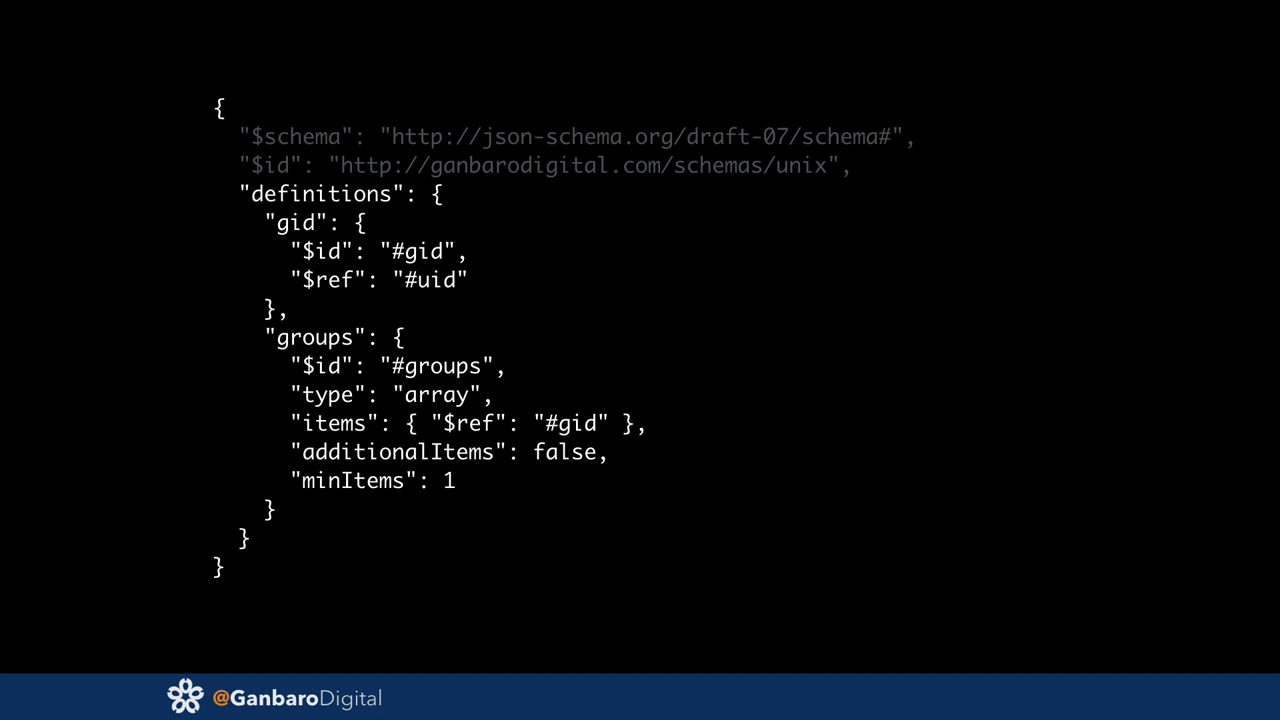 {
  "$schema": "http://json-schema.org/draft-07/schema#",
  "$id": "http://ganbarodigital.com/schemas/unix",
  "definitions": {
    "gid": {
      "$id": "#gid",
      "$ref": "#uid"
    },
    "groups": {
      "$id": "#groups",
      "type": "array",
      "items": { "$ref": "#gid" },
      "additionalItems": false,
      "minItems": 1
    }
  }
}
@GanbaroDigital